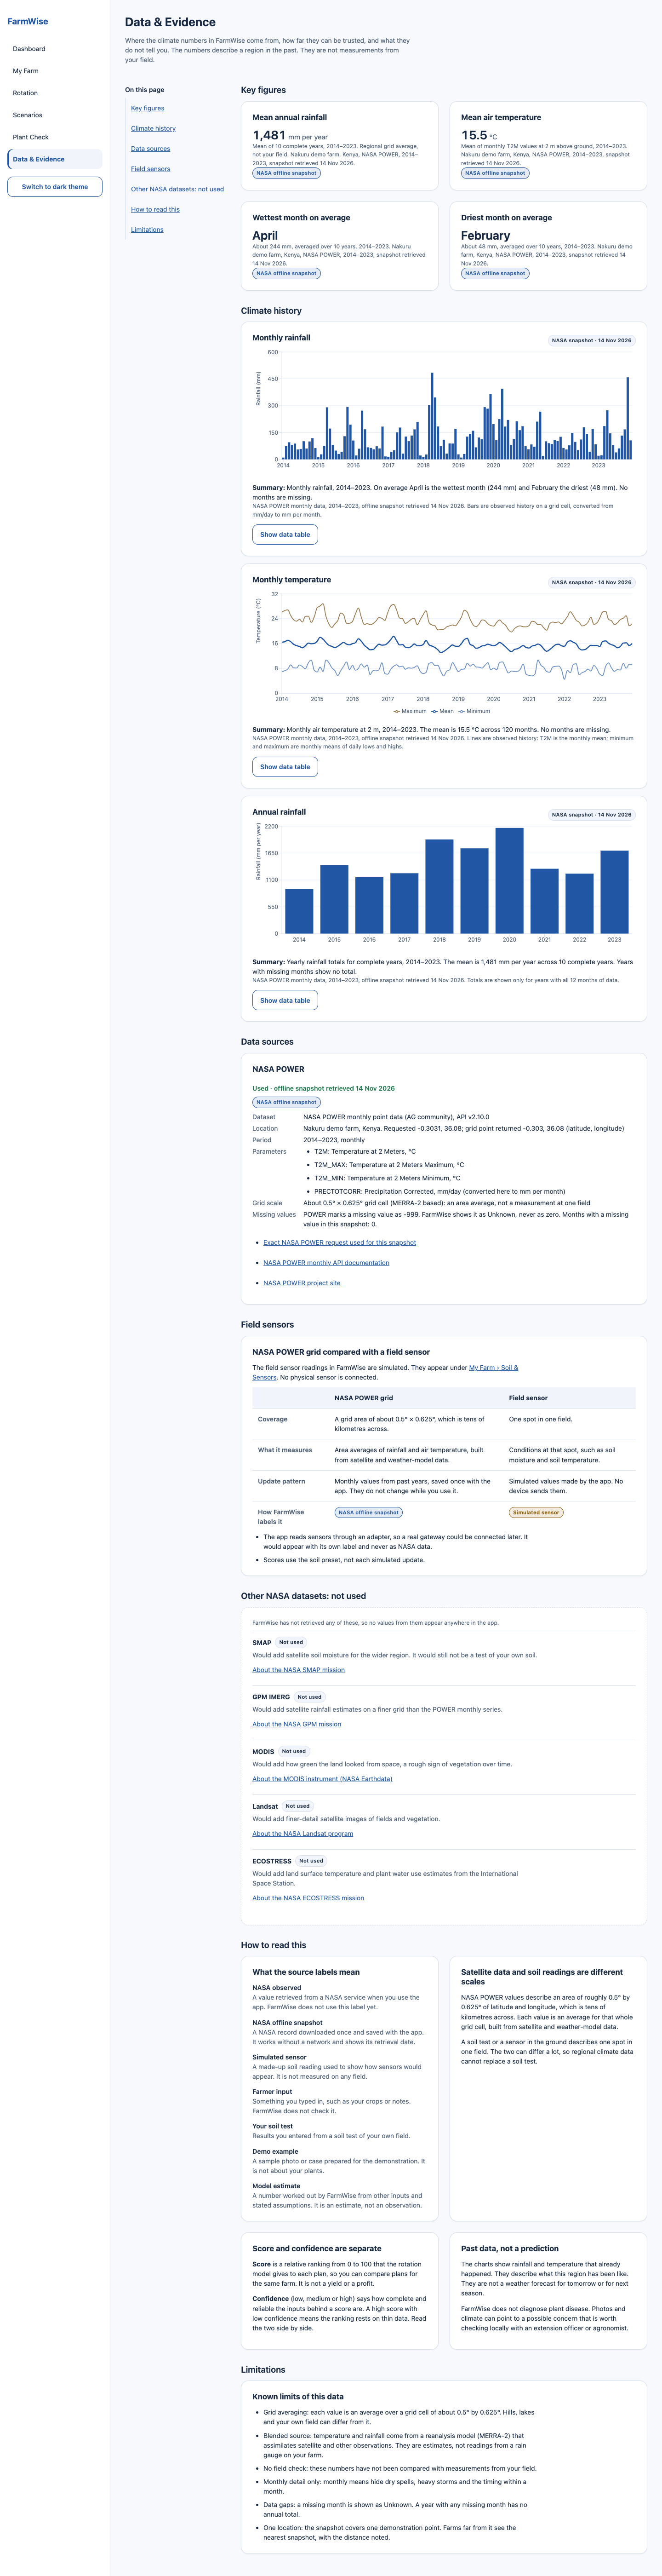 FarmWise
Dashboard
My Farm
Rotation
Scenarios
Plant Check
Data & Evidence
Switch to dark theme
Data & Evidence
Where the climate numbers in FarmWise come from, how far they can be trusted, and what they
do not tell you. The numbers describe a region in the past. They are not measurements from
your field.
On this page
Key figures
Climate history
Data sources
Field sensors
Other NASA datasets: not used
How to read this
Limitations
Key figures
Mean annual rainfall
1,481 mm per year
Mean of 10 complete years, 2014–2023. Regional grid average,
not your field. Nakuru demo farm, Kenya, NASA POWER, 2014–
2023, snapshot retrieved 14 Nov 2026.
NASA offline snapshot
Mean air temperature
15.5 °C
Mean of monthly T2M values at 2 m above ground, 2014–2023.
Nakuru demo farm, Kenya, NASA POWER, 2014–2023, snapshot
retrieved 14 Nov 2026.
NASA offline snapshot
Wettest month on average
April
About 244 mm, averaged over 10 years, 2014–2023. Nakuru
demo farm, Kenya, NASA POWER, 2014–2023, snapshot retrieved
14 Nov 2026.
NASA offline snapshot
Driest month on average
February
About 48 mm, averaged over 10 years, 2014–2023. Nakuru demo
farm, Kenya, NASA POWER, 2014–2023, snapshot retrieved 14
Nov 2026.
NASA offline snapshot
Climate history
Monthly rainfall
NASA snapshot · 14 Nov 2026
Rainfall (mm)
600
450
300
150
0
2014 2015 2016 2017 2018 2019 2020 2021 2022 2023
Summary: Monthly rainfall, 2014–2023. On average April is the wettest month (244 mm) and February the driest (48 mm). No
months are missing.
NASA POWER monthly data, 2014–2023, offline snapshot retrieved 14 Nov 2026. Bars are observed history on a grid cell, converted from
mm/day to mm per month.
Show data table
Monthly temperature
NASA snapshot · 14 Nov 2026
Temperature (°C)
32
24
16
8
0
2014 2015 2016 2017 2018 2019 2020 2021 2022 2023
Maximum Mean Minimum
Summary: Monthly air temperature at 2 m, 2014–2023. The mean is 15.5 °C across 120 months. No months are missing.
NASA POWER monthly data, 2014–2023, offline snapshot retrieved 14 Nov 2026. Lines are observed history: T2M is the monthly mean; minimum
and maximum are monthly means of daily lows and highs.
Show data table
Annual rainfall
NASA snapshot · 14 Nov 2026
Rainfall (mm per year)
2200
1650
1100
550
0
2014 2015 2016 2017 2018 2019 2020 2021 2022 2023
Summary: Yearly rainfall totals for complete years, 2014–2023. The mean is 1,481 mm per year across 10 complete years. Years
with missing months show no total.
NASA POWER monthly data, 2014–2023, offline snapshot retrieved 14 Nov 2026. Totals are shown only for years with all 12 months of data.
Show data table
Data sources
NASA POWER
Used · offline snapshot retrieved 14 Nov 2026
NASA offline snapshot
Dataset NASA POWER monthly point data (AG community), API v2.10.0
Location Nakuru demo farm, Kenya. Requested -0.3031, 36.08; grid point returned -0.303, 36.08 (latitude, longitude)
Period 2014–2023, monthly
Parameters • T2M: Temperature at 2 Meters, °C
• T2M_MAX: Temperature at 2 Meters Maximum, °C
• T2M_MIN: Temperature at 2 Meters Minimum, °C
• PRECTOTCORR: Precipitation Corrected, mm/day (converted here to mm per month)
Grid scale About 0.5° × 0.625° grid cell (MERRA-2 based): an area average, not a measurement at one field
Missing values POWER marks a missing value as -999. FarmWise shows it as Unknown, never as zero. Months with a missing
value in this snapshot: 0.
• Exact NASA POWER request used for this snapshot
• NASA POWER monthly API documentation
• NASA POWER project site
Field sensors
NASA POWER grid compared with a field sensor
The field sensor readings in FarmWise are simulated. They appear under My Farm › Soil &
Sensors. No physical sensor is connected.
NASA POWER grid Field sensor
Coverage A grid area of about 0.5° × 0.625°, which is tens of One spot in one field.
kilometres across.
What it measures Area averages of rainfall and air temperature, built Conditions at that spot, such as soil
from satellite and weather-model data. moisture and soil temperature.
Update pattern Monthly values from past years, saved once with the Simulated values made by the app. No
app. They do not change while you use it. device sends them.
How FarmWise NASA offline snapshot Simulated sensor
labels it
• The app reads sensors through an adapter, so a real gateway could be connected later. It
would appear with its own label and never as NASA data.
• Scores use the soil preset, not each simulated update.
Other NASA datasets: not used
FarmWise has not retrieved any of these, so no values from them appear anywhere in the app.
SMAP Not used
Would add satellite soil moisture for the wider region. It would still not be a test of your own soil.
About the NASA SMAP mission
GPM IMERG Not used
Would add satellite rainfall estimates on a finer grid than the POWER monthly series.
About the NASA GPM mission
MODIS Not used
Would add how green the land looked from space, a rough sign of vegetation over time.
About the MODIS instrument (NASA Earthdata)
Landsat Not used
Would add finer-detail satellite images of fields and vegetation.
About the NASA Landsat program
ECOSTRESS Not used
Would add land surface temperature and plant water use estimates from the International
Space Station.
About the NASA ECOSTRESS mission
How to read this
What the source labels mean
NASA observed
A value retrieved from a NASA service when you use the
app. FarmWise does not use this label yet.
NASA offline snapshot
A NASA record downloaded once and saved with the app.
It works without a network and shows its retrieval date.
Simulated sensor
A made-up soil reading used to show how sensors would
appear. It is not measured on any field.
Farmer input
Something you typed in, such as your crops or notes.
FarmWise does not check it.
Your soil test
Results you entered from a soil test of your own field.
Demo example
A sample photo or case prepared for the demonstration. It
is not about your plants.
Model estimate
A number worked out by FarmWise from other inputs and
stated assumptions. It is an estimate, not an observation.
Satellite data and soil readings are different
scales
NASA POWER values describe an area of roughly 0.5° by
0.625° of latitude and longitude, which is tens of
kilometres across. Each value is an average for that whole
grid cell, built from satellite and weather-model data.
A soil test or a sensor in the ground describes one spot in
one field. The two can differ a lot, so regional climate data
cannot replace a soil test.
Score and confidence are separate
Score is a relative ranking from 0 to 100 that the rotation
model gives to each plan, so you can compare plans for
the same farm. It is not a yield or a profit.
Confidence (low, medium or high) says how complete and
reliable the inputs behind a score are. A high score with
low confidence means the ranking rests on thin data. Read
the two side by side.
Past data, not a prediction
The charts show rainfall and temperature that already
happened. They describe what this region has been like.
They are not a weather forecast for tomorrow or for next
season.
FarmWise does not diagnose plant disease. Photos and
climate can point to a possible concern that is worth
checking locally with an extension officer or agronomist.
Limitations
Known limits of this data
• Grid averaging: each value is an average over a grid cell of about 0.5° by 0.625°. Hills, lakes
and your own field can differ from it.
• Blended source: temperature and rainfall come from a reanalysis model (MERRA-2) that
assimilates satellite and other observations. They are estimates, not readings from a rain
gauge on your farm.
• No field check: these numbers have not been compared with measurements from your field.
• Monthly detail only: monthly means hide dry spells, heavy storms and the timing within a
month.
• Data gaps: a missing month is shown as Unknown. A year with any missing month has no
annual total.
• One location: the snapshot covers one demonstration point. Farms far from it see the
nearest snapshot, with the distance noted.